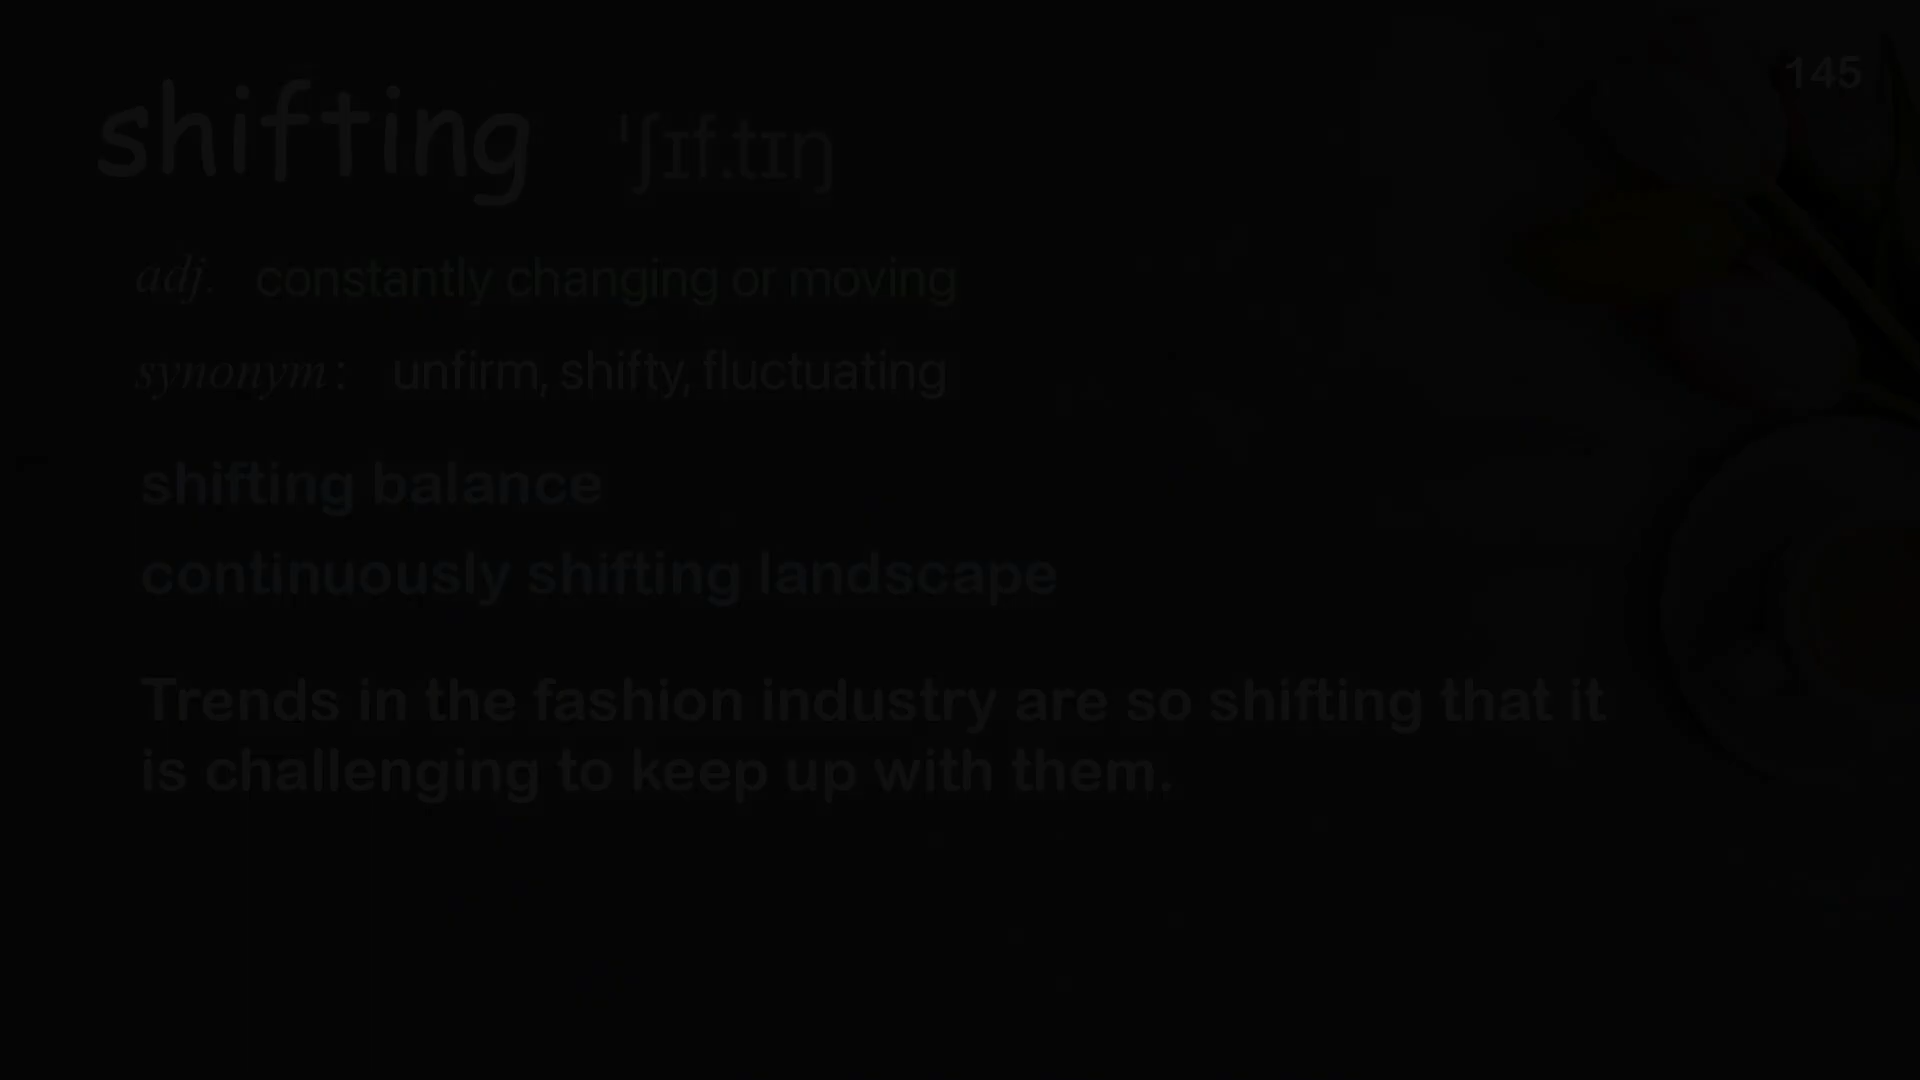 145
shifting ˈʃɪf.tɪŋ
adj. constantly changing or moving
synonym: unfirm, shifty, fluctuating
shifting balance
continuously shifting landscape
Trends in the fashion industry are so shifting that it
is challenging to keep up with them.